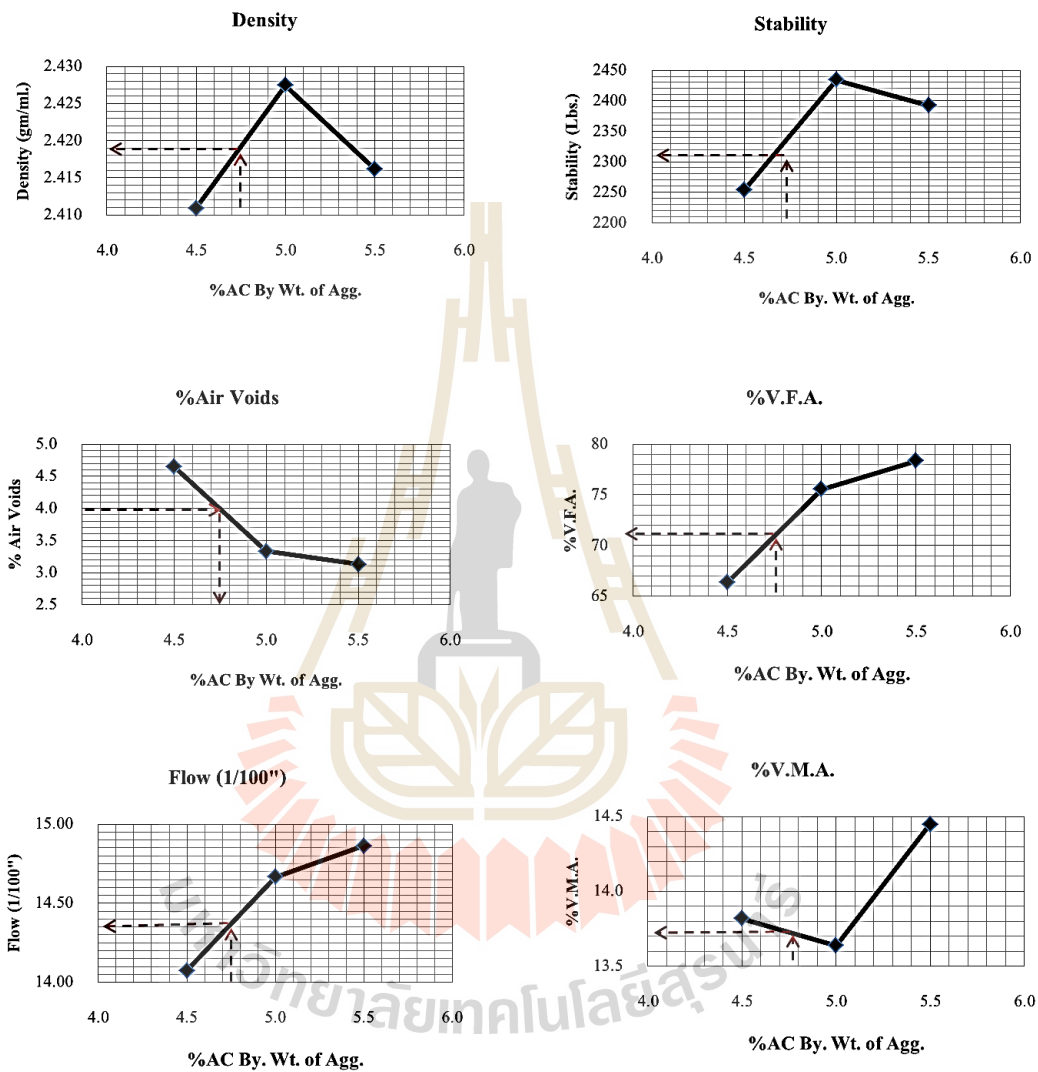 Density
Density (gm/ml.)
2.430
2.425
2.420
2.415
2.410
4.0 4.5 5.0 5.5 6.0
%AC By Wt. of Agg.
Stability
Stability (Lbs.)
2450
2400
2350
2300
2250
2200
4.0 4.5 5.0 5.5 6.0
%AC By. Wt. of Agg.
%Air Voids
% Air Voids
5.0
4.5
4.0
3.5
3.0
2.5
4.0 4.5 5.0 5.5 6.0
%AC By Wt. of Agg.
%V.F.A.
%V.F.A.
80
75
70
65
4.0 4.5 5.0 5.5 6.0
%AC By. Wt. of Agg.
Flow (1/100")
Flow (1/100")
15.00
14.50
14.00
4.0 4.5 5.0 5.5 6.0
%AC By. Wt. of Agg.
%V.M.A.
%V.M.A.
14.5
14.0
13.5
4.0 4.5 5.0 5.5 6.0
%AC By. Wt. of Agg.
มหาวิทยาลัยเทคโนโลยีสุรนารี